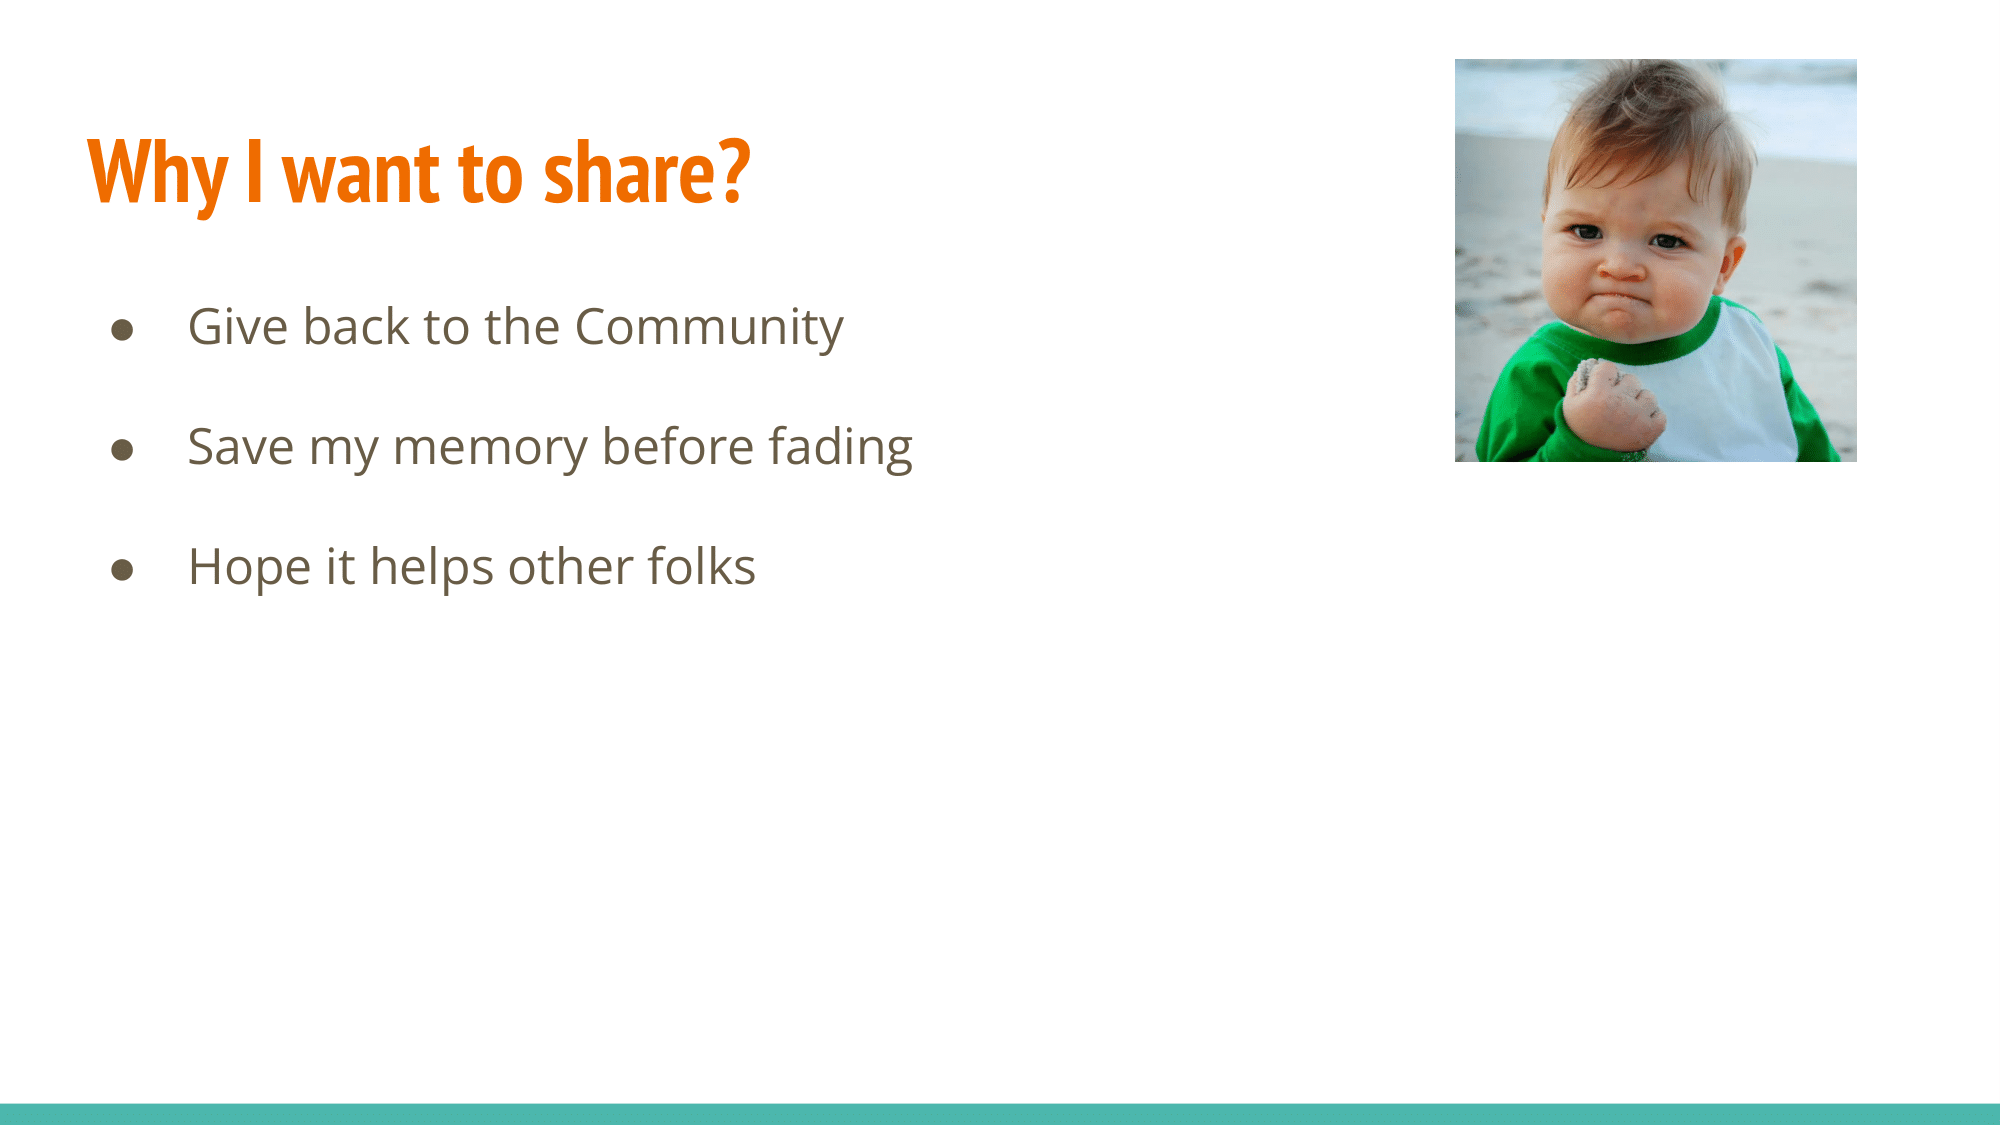 Why I want to share?
● Give back to the Community
● Save my memory before fading
● Hope it helps other folks